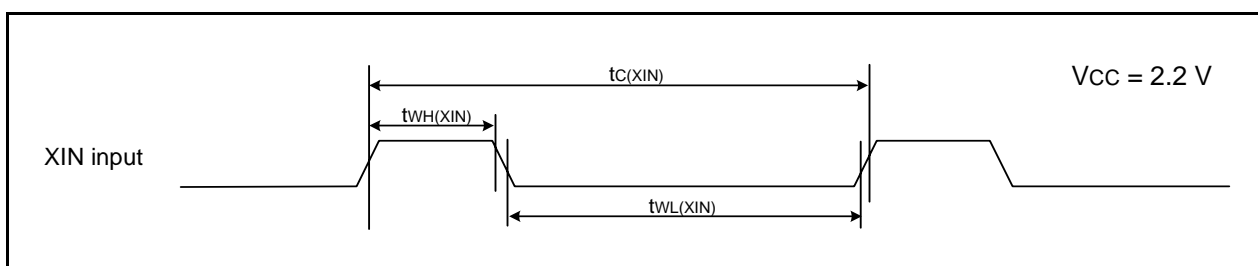 tC(XIN)
VCC = 2.2 V
tWH(XIN)
XIN input
tWL(XIN)